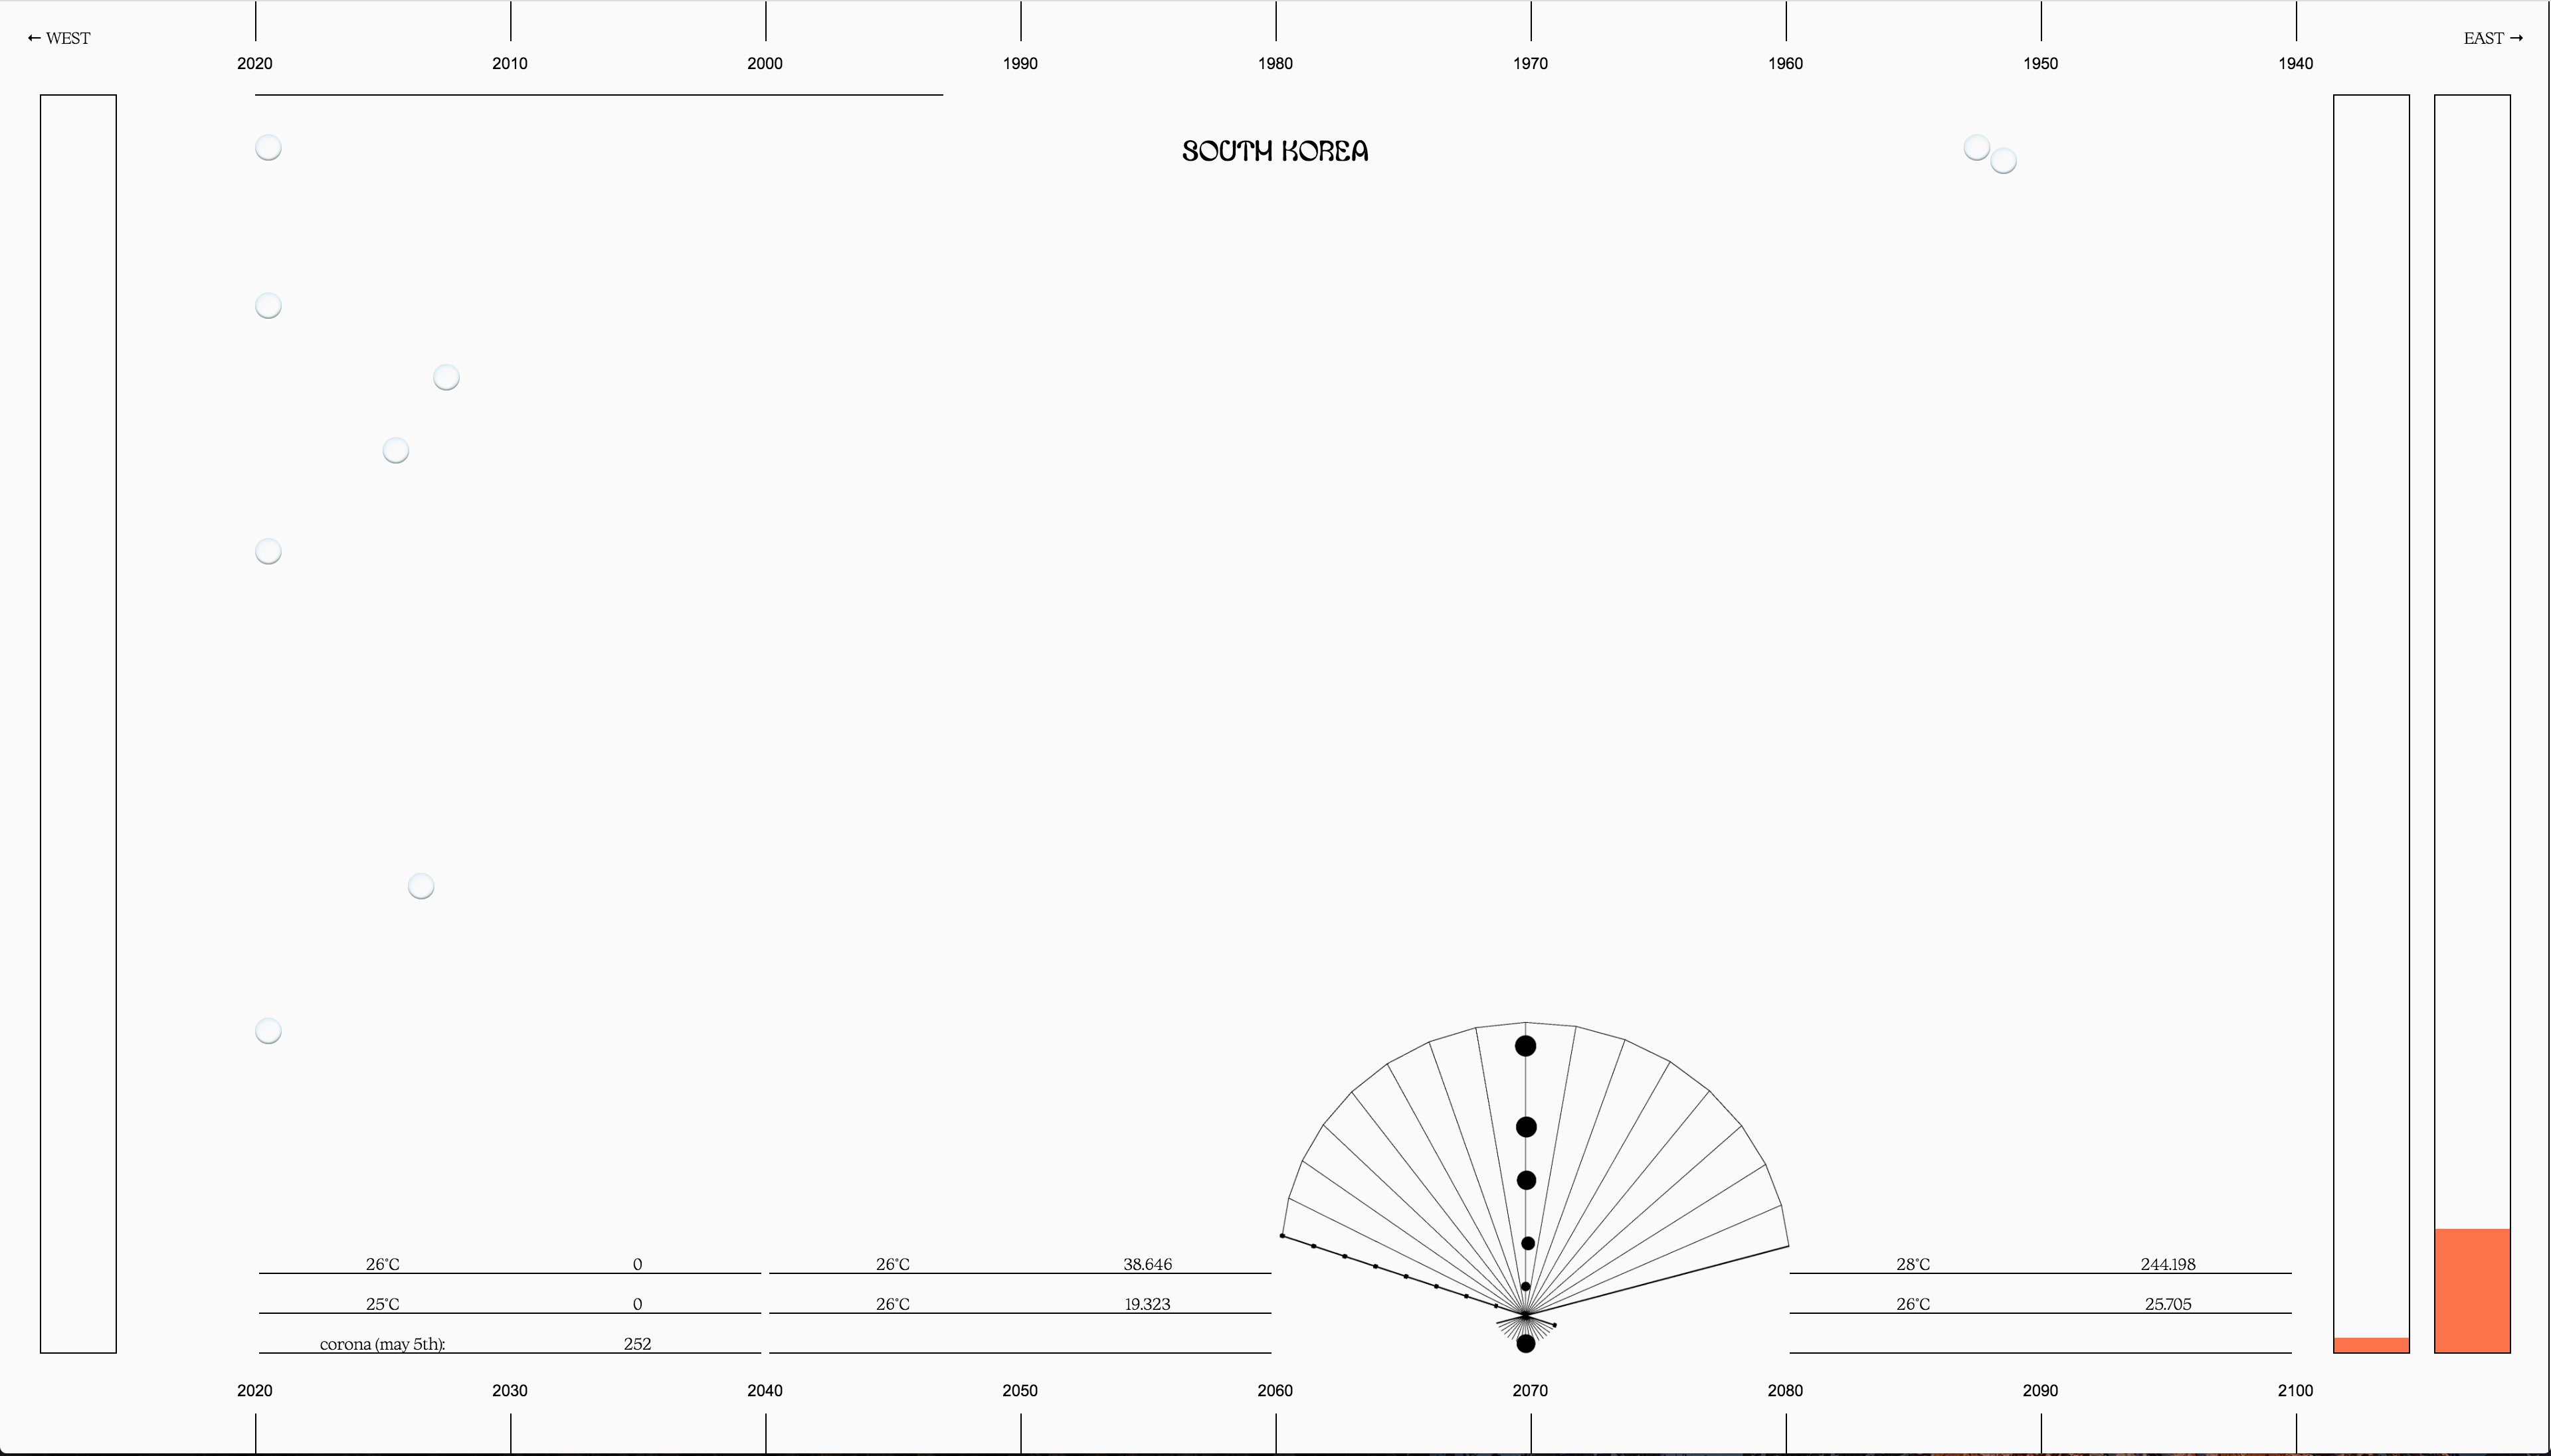 ← WEST
EAST →
2020 2010 2000 1990 1980 1970 1960 1950 1940
SOUTH KOREA
26°C 0 26°C 38.646 28°C 244.198
25°C 0 26°C 19.323 26°C 25.705
corona (may 5th): 252
2020 2030 2040 2050 2060 2070 2080 2090 2100